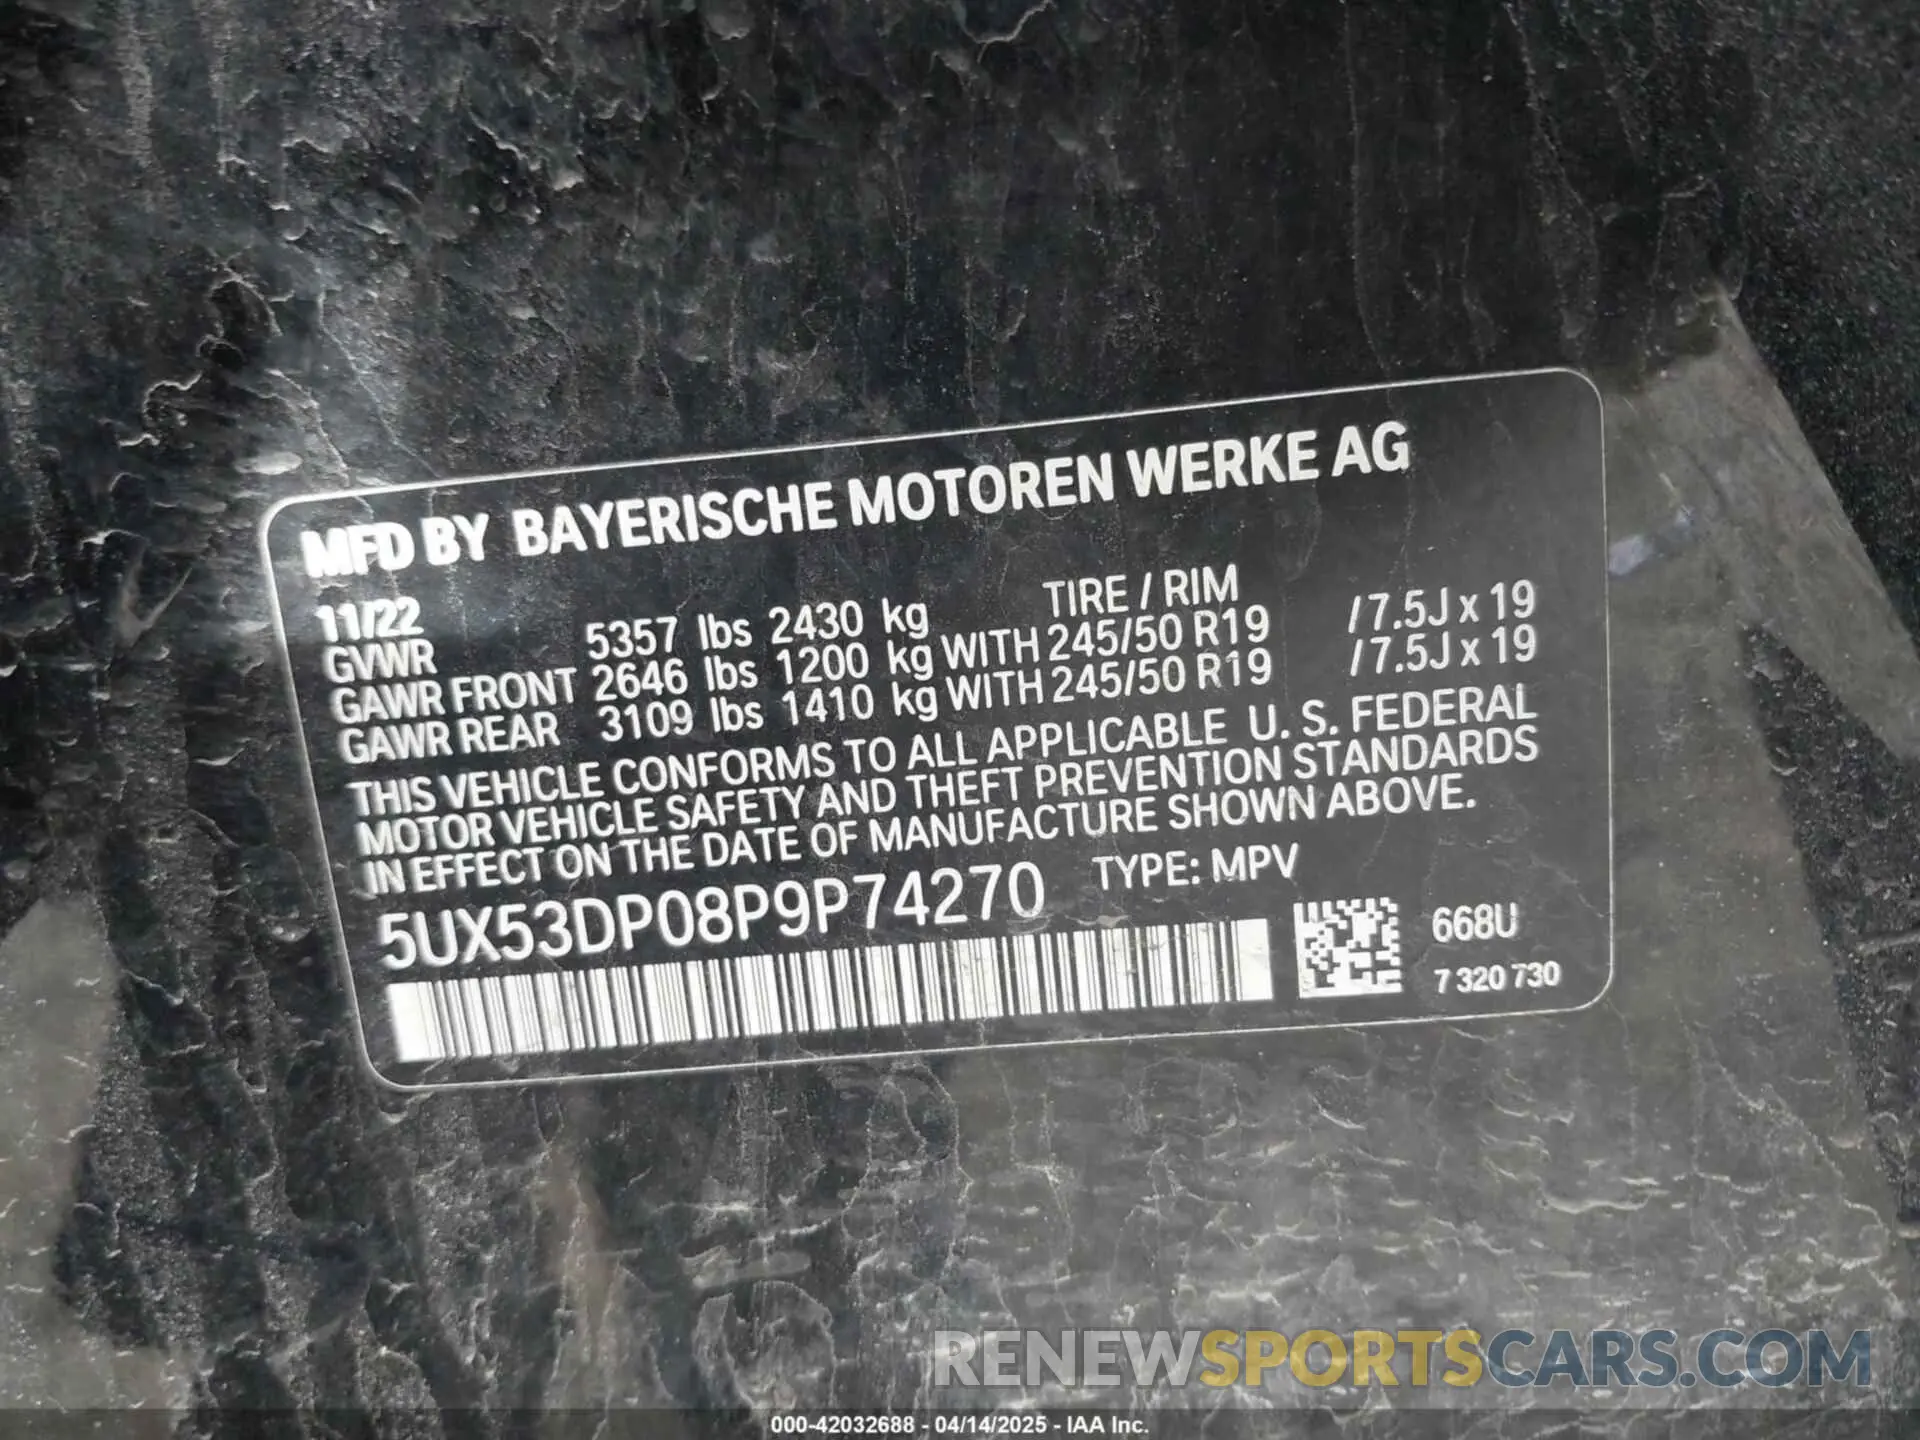 MFD BY BAYERISCHE MOTOREN WERKE AG
11/22 TIRE / RIM
GVWR 5357 lbs 2430 kg
GAWR FRONT 2646 lbs 1200 kg WITH 245/50 R19 /7.5J x 19
GAWR REAR 3109 lbs 1410 kg WITH 245/50 R19 /7.5J x 19
THIS VEHICLE CONFORMS TO ALL APPLICABLE U. S. FEDERAL
MOTOR VEHICLE SAFETY AND THEFT PREVENTION STANDARDS
IN EFFECT ON THE DATE OF MANUFACTURE SHOWN ABOVE.
5UX53DP08P9P74270 TYPE: MPV
668U
7 320 730
RENEWSPORTSCARS.COM
000-42032688 - 04/14/2025 - IAA Inc.